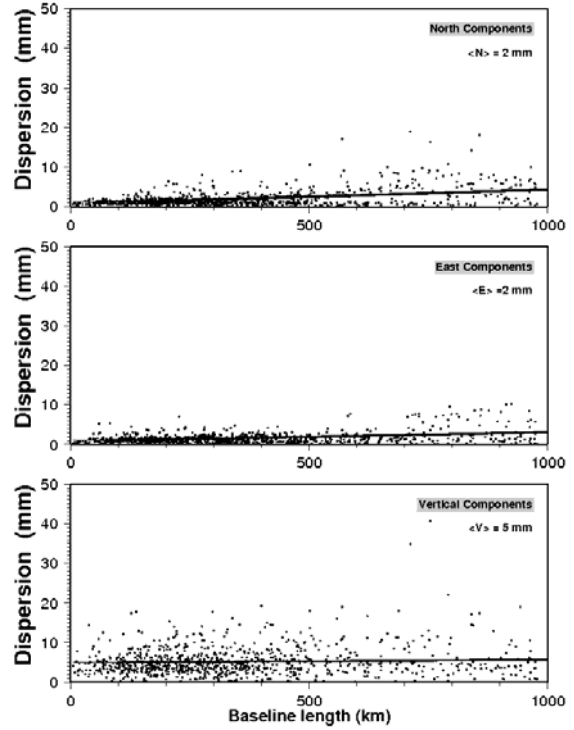 50
North Components
<N> = 2 mm
40
30
20
10
0
0
500
1000
Dispersion (mm)
50
East Components
<E> =2 mm
40
30
20
10
0
0
500
1000
Dispersion (mm)
50
Vertical Components
<V> = 5 mm
40
30
20
10
0
0
500
1000
Dispersion (mm)
Baseline length (km)